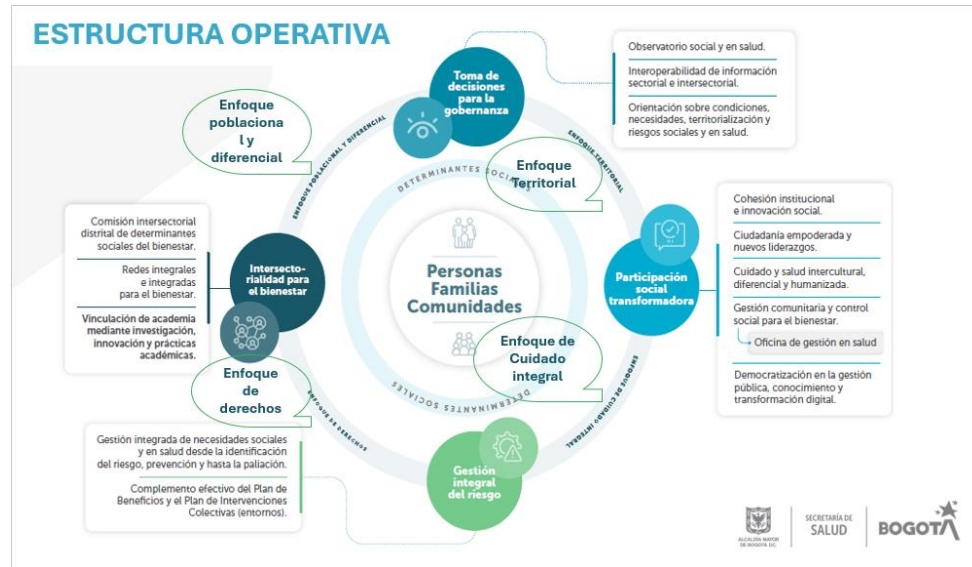 ESTRUCTURA OPERATIVA
Toma de
decisiones
para la
gobernanza
Observatorio social y en salud.
Interoperabilidad de información
sectorial e intersectorial.
Orientación sobre condiciones,
necesidades, territorialización y
riesgos sociales y en salud.
Enfoque
poblaciona
l y
diferencial
ENFOQUE POBLACIONAL Y DIFERENCIAL
ENFOQUE TERRITORIAL
Enfoque
Territorial
DETERMINANTES SOCIALES
Comisión intersectorial
distrital de determinantes
sociales del bienestar.
Redes integrales
e integradas
para el bienestar.
Vinculación de academia
mediante investigación,
innovación y prácticas
académicas.
Intersecto-
rialidad para
el bienestar
Personas
Familias
Comunidades
Participación
social
transformadora
Cohesión institucional
e innovación social.
Ciudadanía empoderada y
nuevos liderazgos.
Cuidado y salud intercultural,
diferencial y humanizada.
Gestión comunitaria y control
social para el bienestar.
Oficina de gestión en salud
Democratización en la gestión
pública, conocimiento y
transformación digital.
Enfoque
de
derechos
ENFOQUE DE DERECHOS
Enfoque de
Cuidado
integral
ENFOQUE DE CUIDADO INTEGRAL
DETERMINANTES SOCIALES
Gestión integrada de necesidades sociales
y en salud desde la identificación
del riesgo, prevención y hasta la paliación.
Complemento efectivo del Plan de
Beneficios y el Plan de Intervenciones
Colectivas (entornos).
Gestión
integral
del riesgo
ALCALDÍA MAYOR
DE BOGOTÁ D.C.
SECRETARÍA DE
SALUD
BOGOTÁ